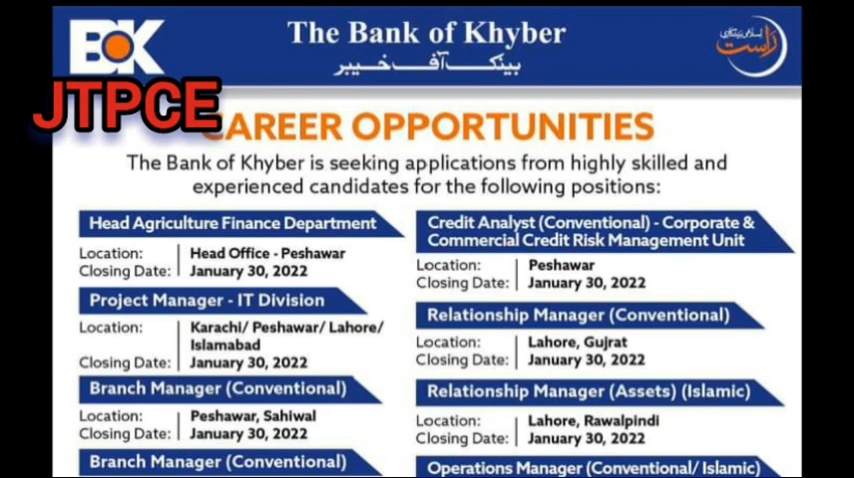 BOK
The Bank of Khyber
بینک آف خیبر
راست
اسلامی بینکاری
JTPCE
CAREER OPPORTUNITIES
The Bank of Khyber is seeking applications from highly skilled and
experienced candidates for the following positions:
Head Agriculture Finance Department
Location: Head Office - Peshawar
Closing Date: January 30, 2022
Project Manager - IT Division
Location: Karachi/ Peshawar/ Lahore/
Islamabad
Closing Date: January 30, 2022
Branch Manager (Conventional)
Location: Peshawar, Sahiwal
Closing Date: January 30, 2022
Branch Manager (Conventional)
Credit Analyst (Conventional) - Corporate &
Commercial Credit Risk Management Unit
Location: Peshawar
Closing Date: January 30, 2022
Relationship Manager (Conventional)
Location: Lahore, Gujrat
Closing Date: January 30, 2022
Relationship Manager (Assets) (Islamic)
Location: Lahore, Rawalpindi
Closing Date: January 30, 2022
Operations Manager (Conventional/ Islamic)